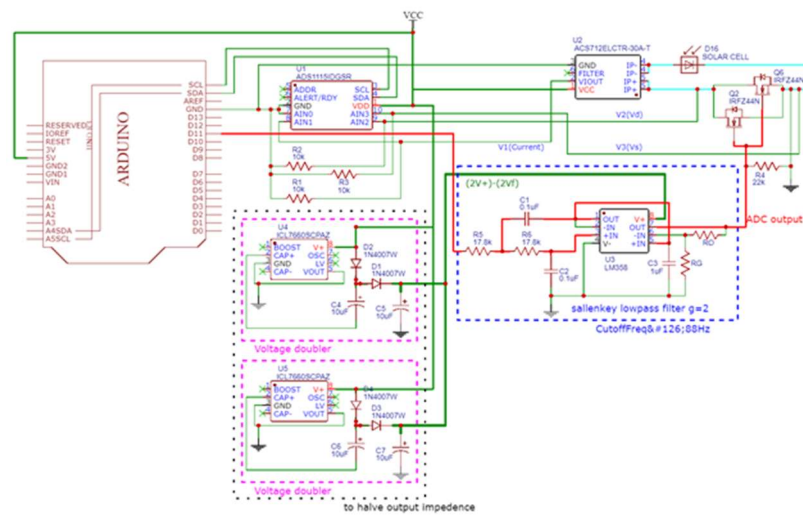 VCC
U2
ACS712ELCTR-30A-T
GND
FILTER
VIOUT
VCC
IP-
IP-
IP+
IP+
D16
SOLAR CELL
Q6
IRFZ44N
Q2
IRFZ44N
U1
ADS1115IDGSR
ADDR
ALERT/RDY
GND
AIN0
AIN1
SCL
SDA
VDD
AIN3
AIN2
V2(Vd)
V1(Current)
V3(Vs)
ARDUINO
SCL
SDA
AREF
GND
D13
D12
D11
D10
D9
D8
D7
D6
D5
D4
D3
D2
D1
D0
RESERVED
IOREF
RESET
3V
5V
GND2
GND1
VIN
A0
A1
A2
A3
A4SDA
A5SCL
R2
10k
R3
10k
R1
10k
R4
22k
ADC output
(2V+)-(2Vf)
C1
0.1uF
R5
17.8k
R6
17.8k
C2
0.1uF
OUT
-IN
+IN
V-
V+
OUT
-IN
+IN
U3
LM358
C3
1uF
RD
RG
sallenkey lowpass filter g=2
CutoffFreq&#126;88Hz
U4
ICL7660SCPAZ
BOOST
CAP+
GND
CAP-
V+
OSC
LV
VOUT
D2
1N4007W
D1
1N4007W
C4
10uF
C5
10uF
Voltage doubler
U5
ICL7660SCPAZ
BOOST
CAP+
GND
CAP-
V+
OSC
LV
VOUT
D4
1N4007W
D3
1N4007W
C6
10uF
C7
10uF
Voltage doubler
to halve output impedence